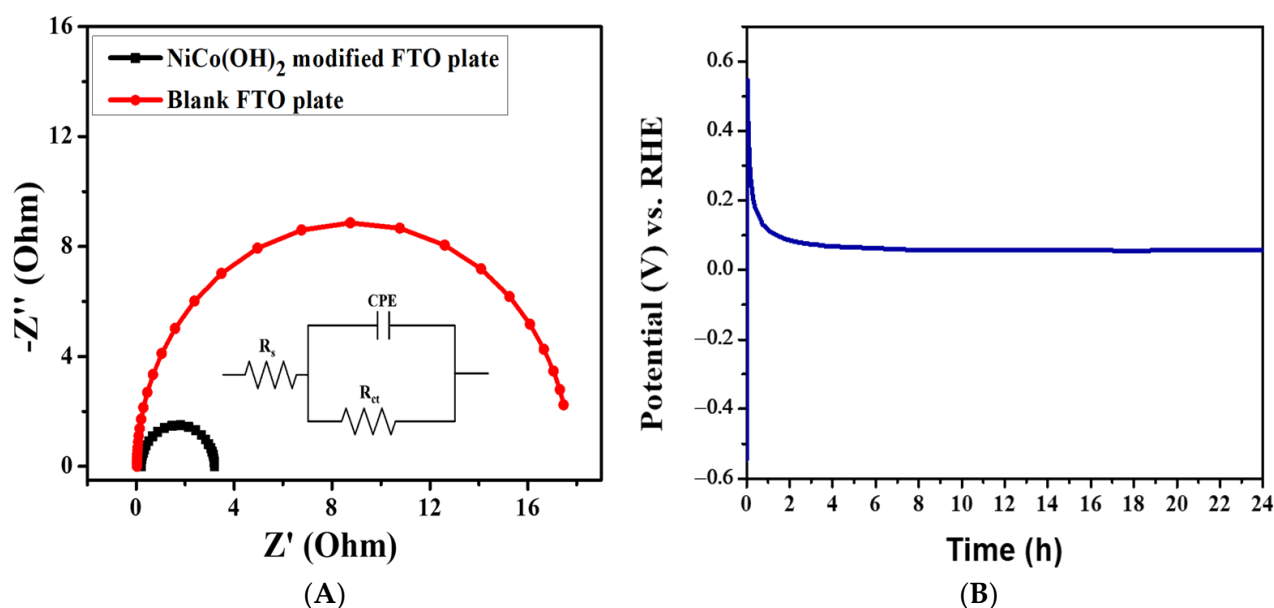 16
12
8
4
0
-Z'' (Ohm)
NiCo(OH)2 modified FTO plate
Blank FTO plate
CPE
Rs
Rct
0 4 8 12 16
Z' (Ohm)
(A)
0.6
0.4
0.2
0.0
−0.2
−0.4
−0.6
Potential (V) vs. RHE
0 2 4 6 8 10 12 14 16 18 20 22 24
Time (h)
(B)